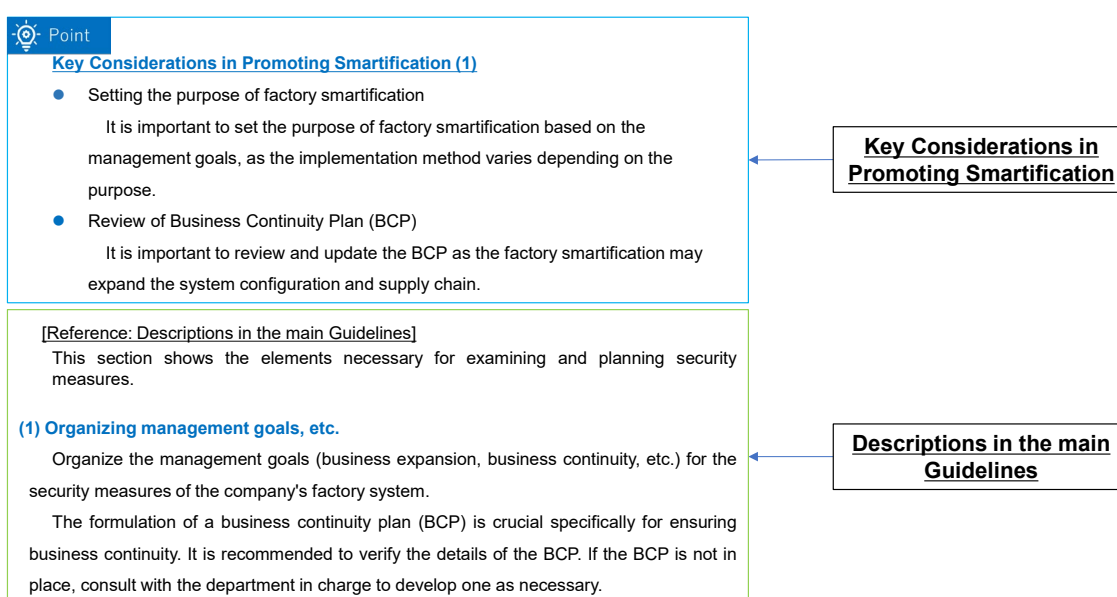 Point
Key Considerations in Promoting Smartification (1)
● Setting the purpose of factory smartification
It is important to set the purpose of factory smartification based on the
management goals, as the implementation method varies depending on the
purpose.
● Review of Business Continuity Plan (BCP)
It is important to review and update the BCP as the factory smartification may
expand the system configuration and supply chain.
Key Considerations in
Promoting Smartification
[Reference: Descriptions in the main Guidelines]
This section shows the elements necessary for examining and planning security
measures.
(1) Organizing management goals, etc.
Organize the management goals (business expansion, business continuity, etc.) for the
security measures of the company's factory system.
The formulation of a business continuity plan (BCP) is crucial specifically for ensuring
business continuity. It is recommended to verify the details of the BCP. If the BCP is not in
place, consult with the department in charge to develop one as necessary.
Descriptions in the main
Guidelines